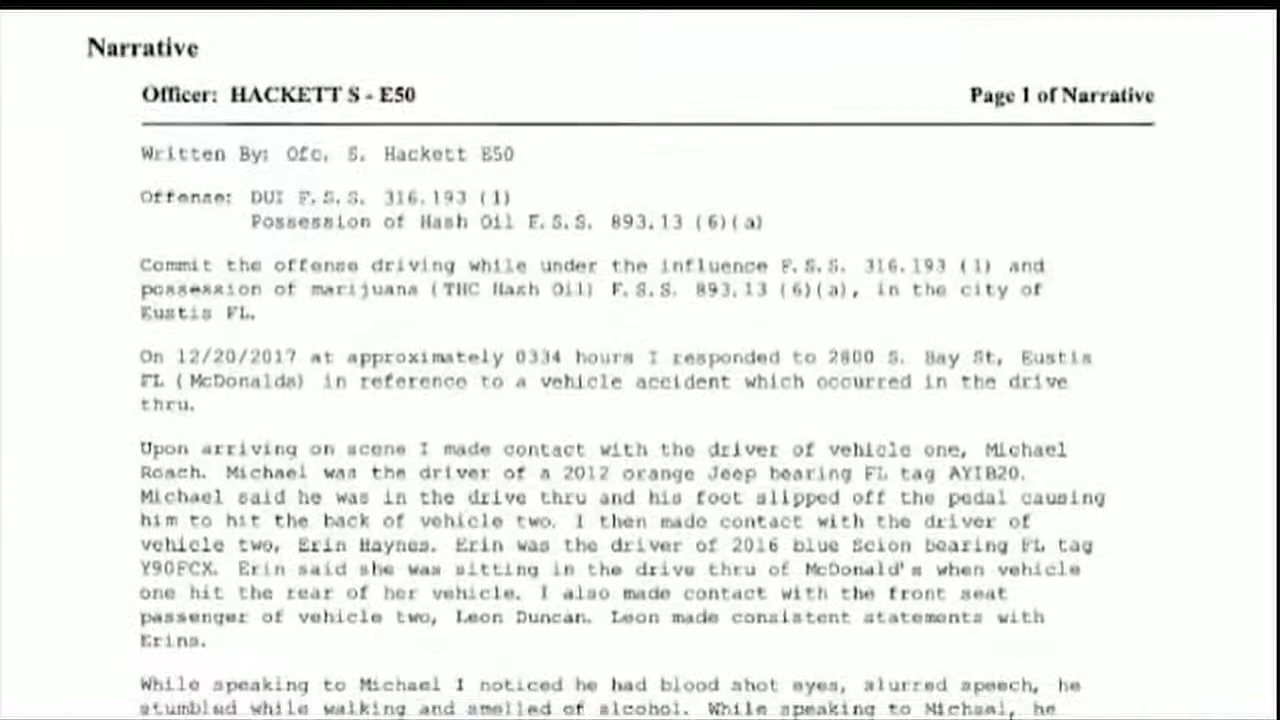 Narrative
Officer: HACKETT S - E50
Page 1 of Narrative
Written By: Ofc. S. Hackett E50
Offense: DUI F.S.S. 316.193 (1)
Possession of Hash Oil F.S.S. 893.13 (6)(a)
Commit the offense driving while under the influence F.S.S. 316.193 (1) and
possession of marijuana (THC Hash Oil) F.S.S. 893.13 (6)(a), in the city of
Eustis FL.
On 12/20/2017 at approximately 0334 hours I responded to 2800 S. Bay St, Eustis
FL (McDonalds) in reference to a vehicle accident which occurred in the drive
thru.
Upon arriving on scene I made contact with the driver of vehicle one, Michael
Roach. Michael was the driver of a 2012 orange Jeep bearing FL tag AYIB20.
Michael said he was in the drive thru and his foot slipped off the pedal causing
him to hit the back of vehicle two. I then made contact with the driver of
vehicle two, Erin Haynes. Erin was the driver of 2016 blue Scion bearing FL tag
Y90FCX. Erin said she was sitting in the drive thru of McDonald's when vehicle
one hit the rear of her vehicle. I also made contact with the front seat
passenger of vehicle two, Leon Duncan. Leon made consistent statements with
Erins.
While speaking to Michael I noticed he had blood shot eyes, slurred speech, he
stumbled while walking and smelled of alcohol. While speaking to Michael, he